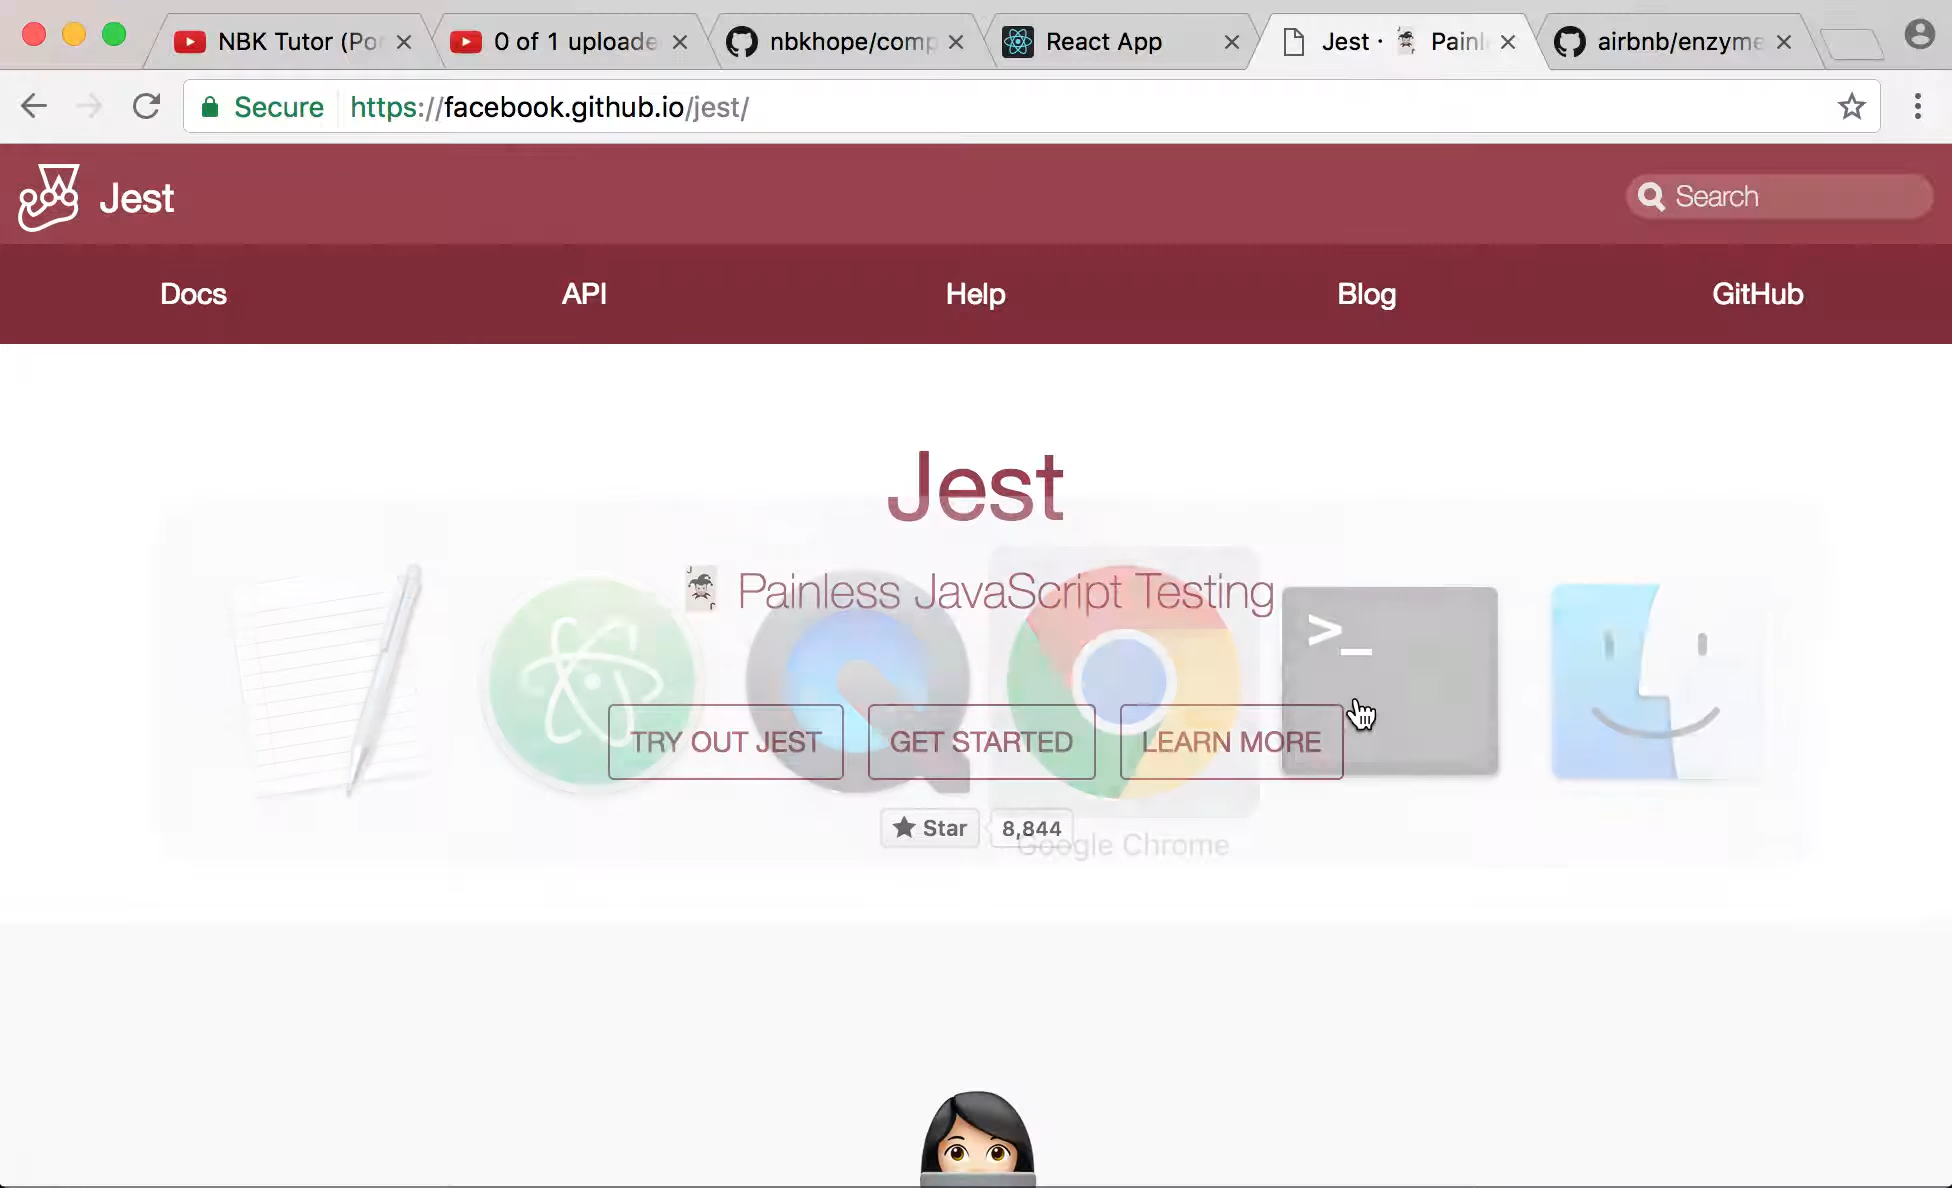 NBK Tutor (Po
0 of 1 uploade
nbkhope/comp
React App
Jest · Painl
airbnb/enzyme
Secure https://facebook.github.io/jest/
Jest
Search
Docs API Help Blog GitHub
Jest
Painless JavaScript Testing
>_
TRY OUT JEST GET STARTED LEARN MORE
Star 8,844
Google Chrome